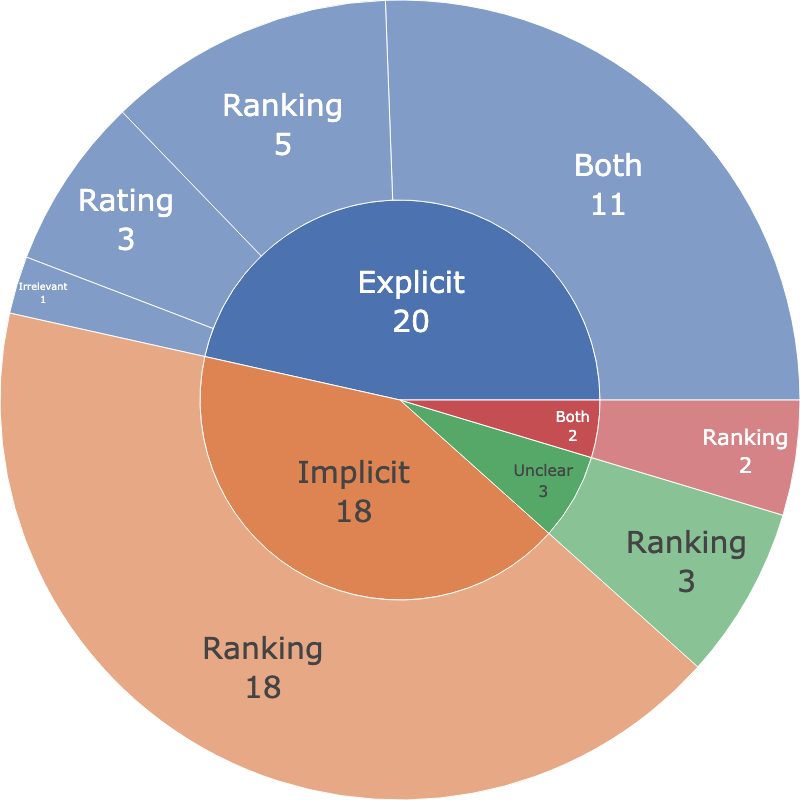 Ranking
5
Both
11
Rating
3
Irrelevant
1
Explicit
20
Both
2
Ranking
2
Unclear
3
Implicit
18
Ranking
3
Ranking
18